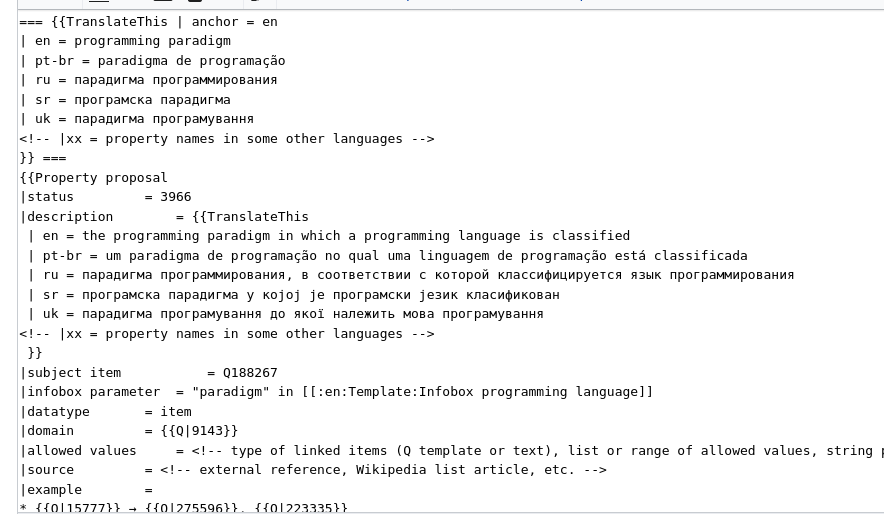 === {{TranslateThis | anchor = en
| en = programming paradigm
| pt-br = paradigma de programação
| ru = парадигма программирования
| sr = програмска парадигма
| uk = парадигма програмування
<!-- |xx = property names in some other languages -->
}} ===
{{Property proposal
|status         = 3966
|description        = {{TranslateThis
 | en = the programming paradigm in which a programming language is classified
 | pt-br = um paradigma de programação no qual uma linguagem de programação está classificada
 | ru = парадигма программирования, в соответствии с которой классифицируется язык программирования
 | sr = програмска парадигма у којој је програмски језик класификован
 | uk = парадигма програмування до якої належить мова програмування
<!-- |xx = property names in some other languages -->
 }}
|subject item           = Q188267
|infobox parameter  = "paradigm" in [[:en:Template:Infobox programming language]]
|datatype       = item
|domain         = {{Q|9143}}
|allowed values     = <!-- type of linked items (Q template or text), list or range of allowed values, string
|source         = <!-- external reference, Wikipedia list article, etc. -->
|example        =
* {{Q|15777}} → {{Q|275596}}, {{Q|223335}}